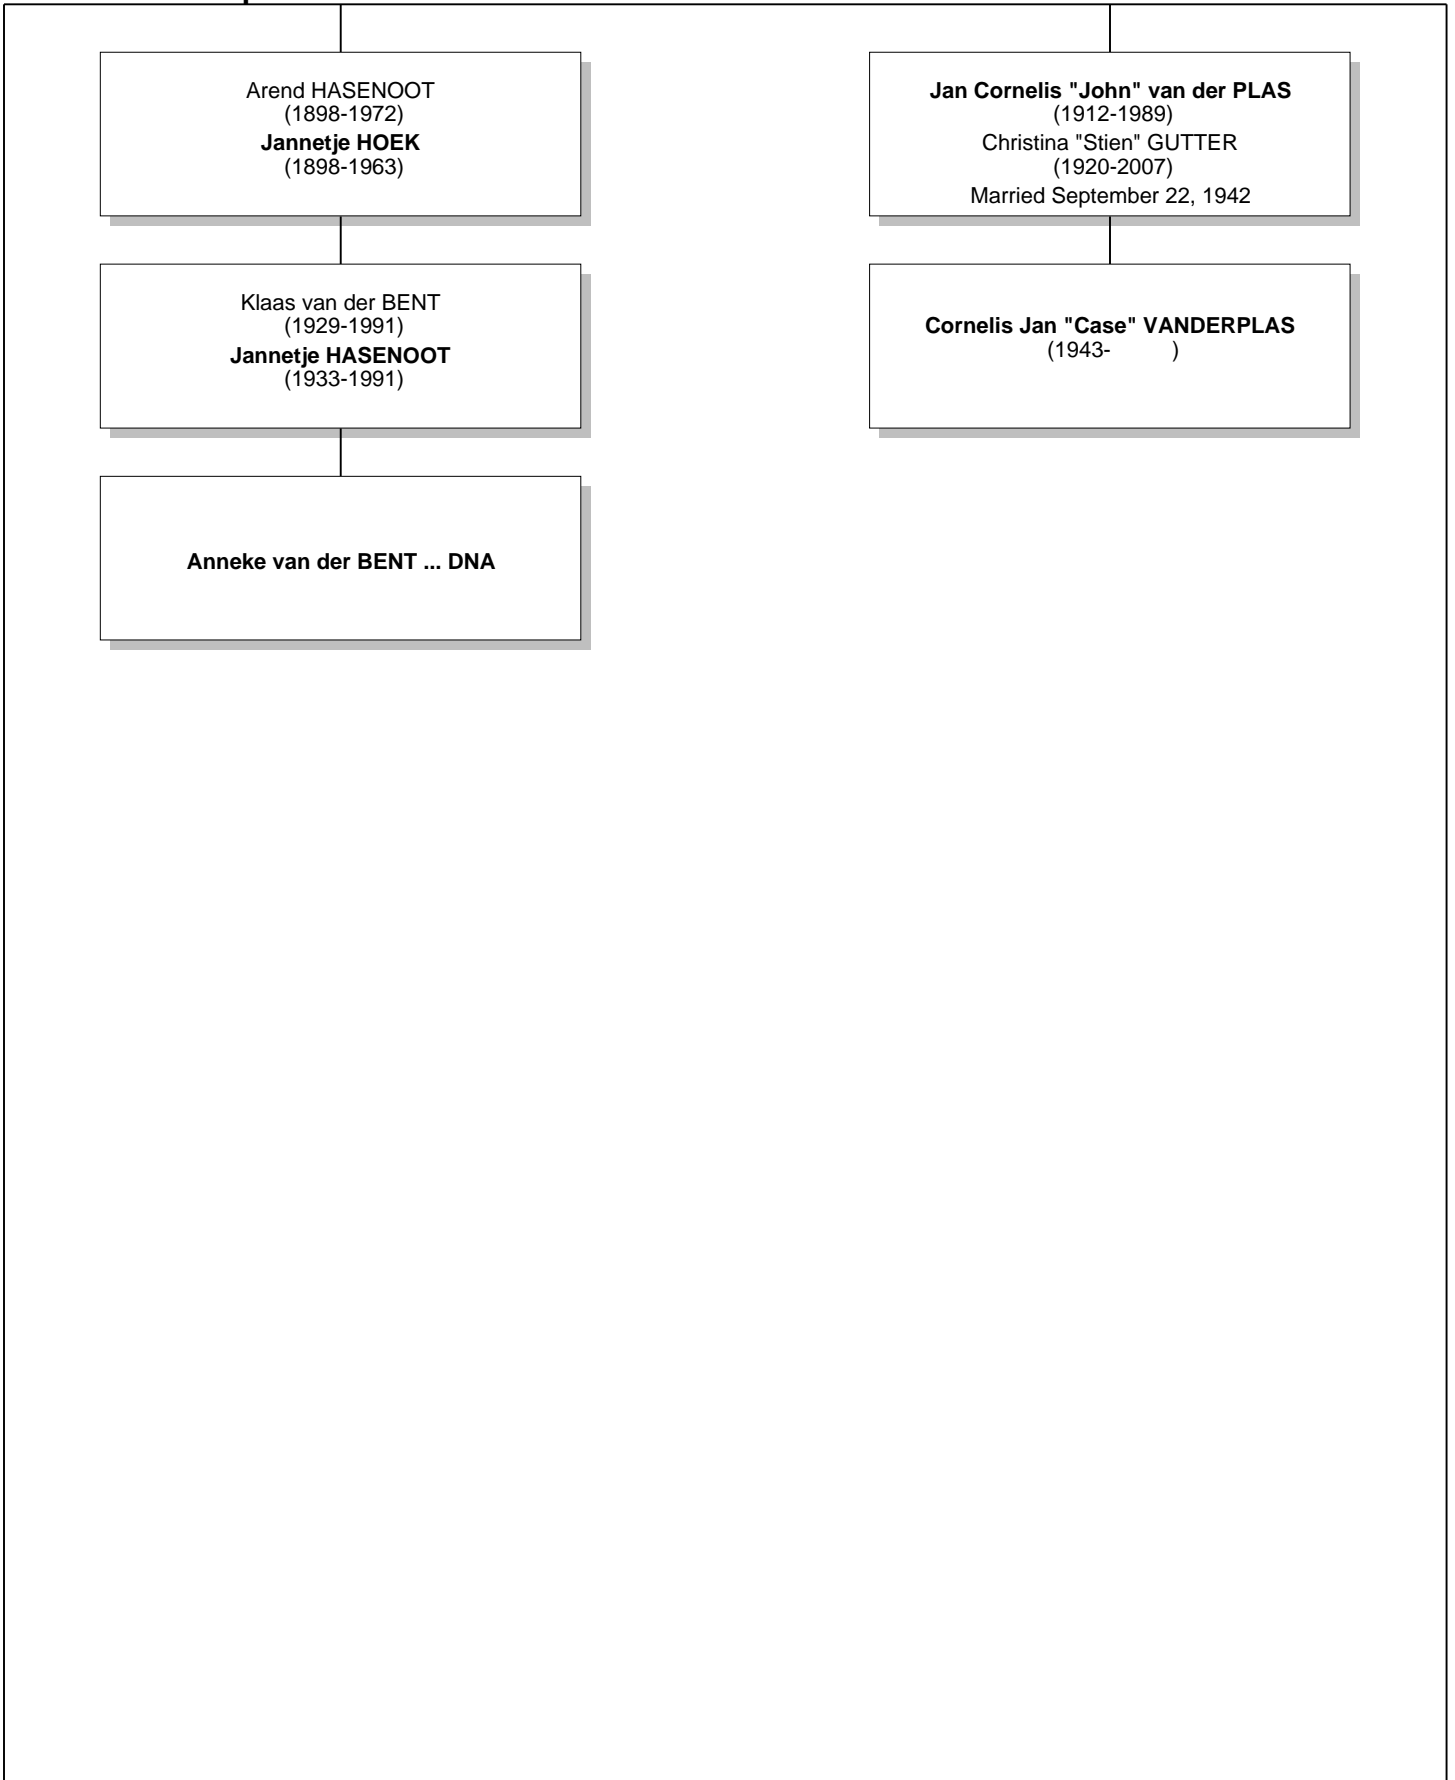 Arend HASENOOT
(1898-1972)
Jannetje HOEK
(1898-1963)
Jan Cornelis "John" van der PLAS
(1912-1989)
Christina "Stien" GUTTER
(1920-2007)
Married September 22, 1942
Klaas van der BENT
(1929-1991)
Jannetje HASENOOT
(1933-1991)
Cornelis Jan "Case" VANDERPLAS
(1943- )
Anneke van der BENT ... DNA